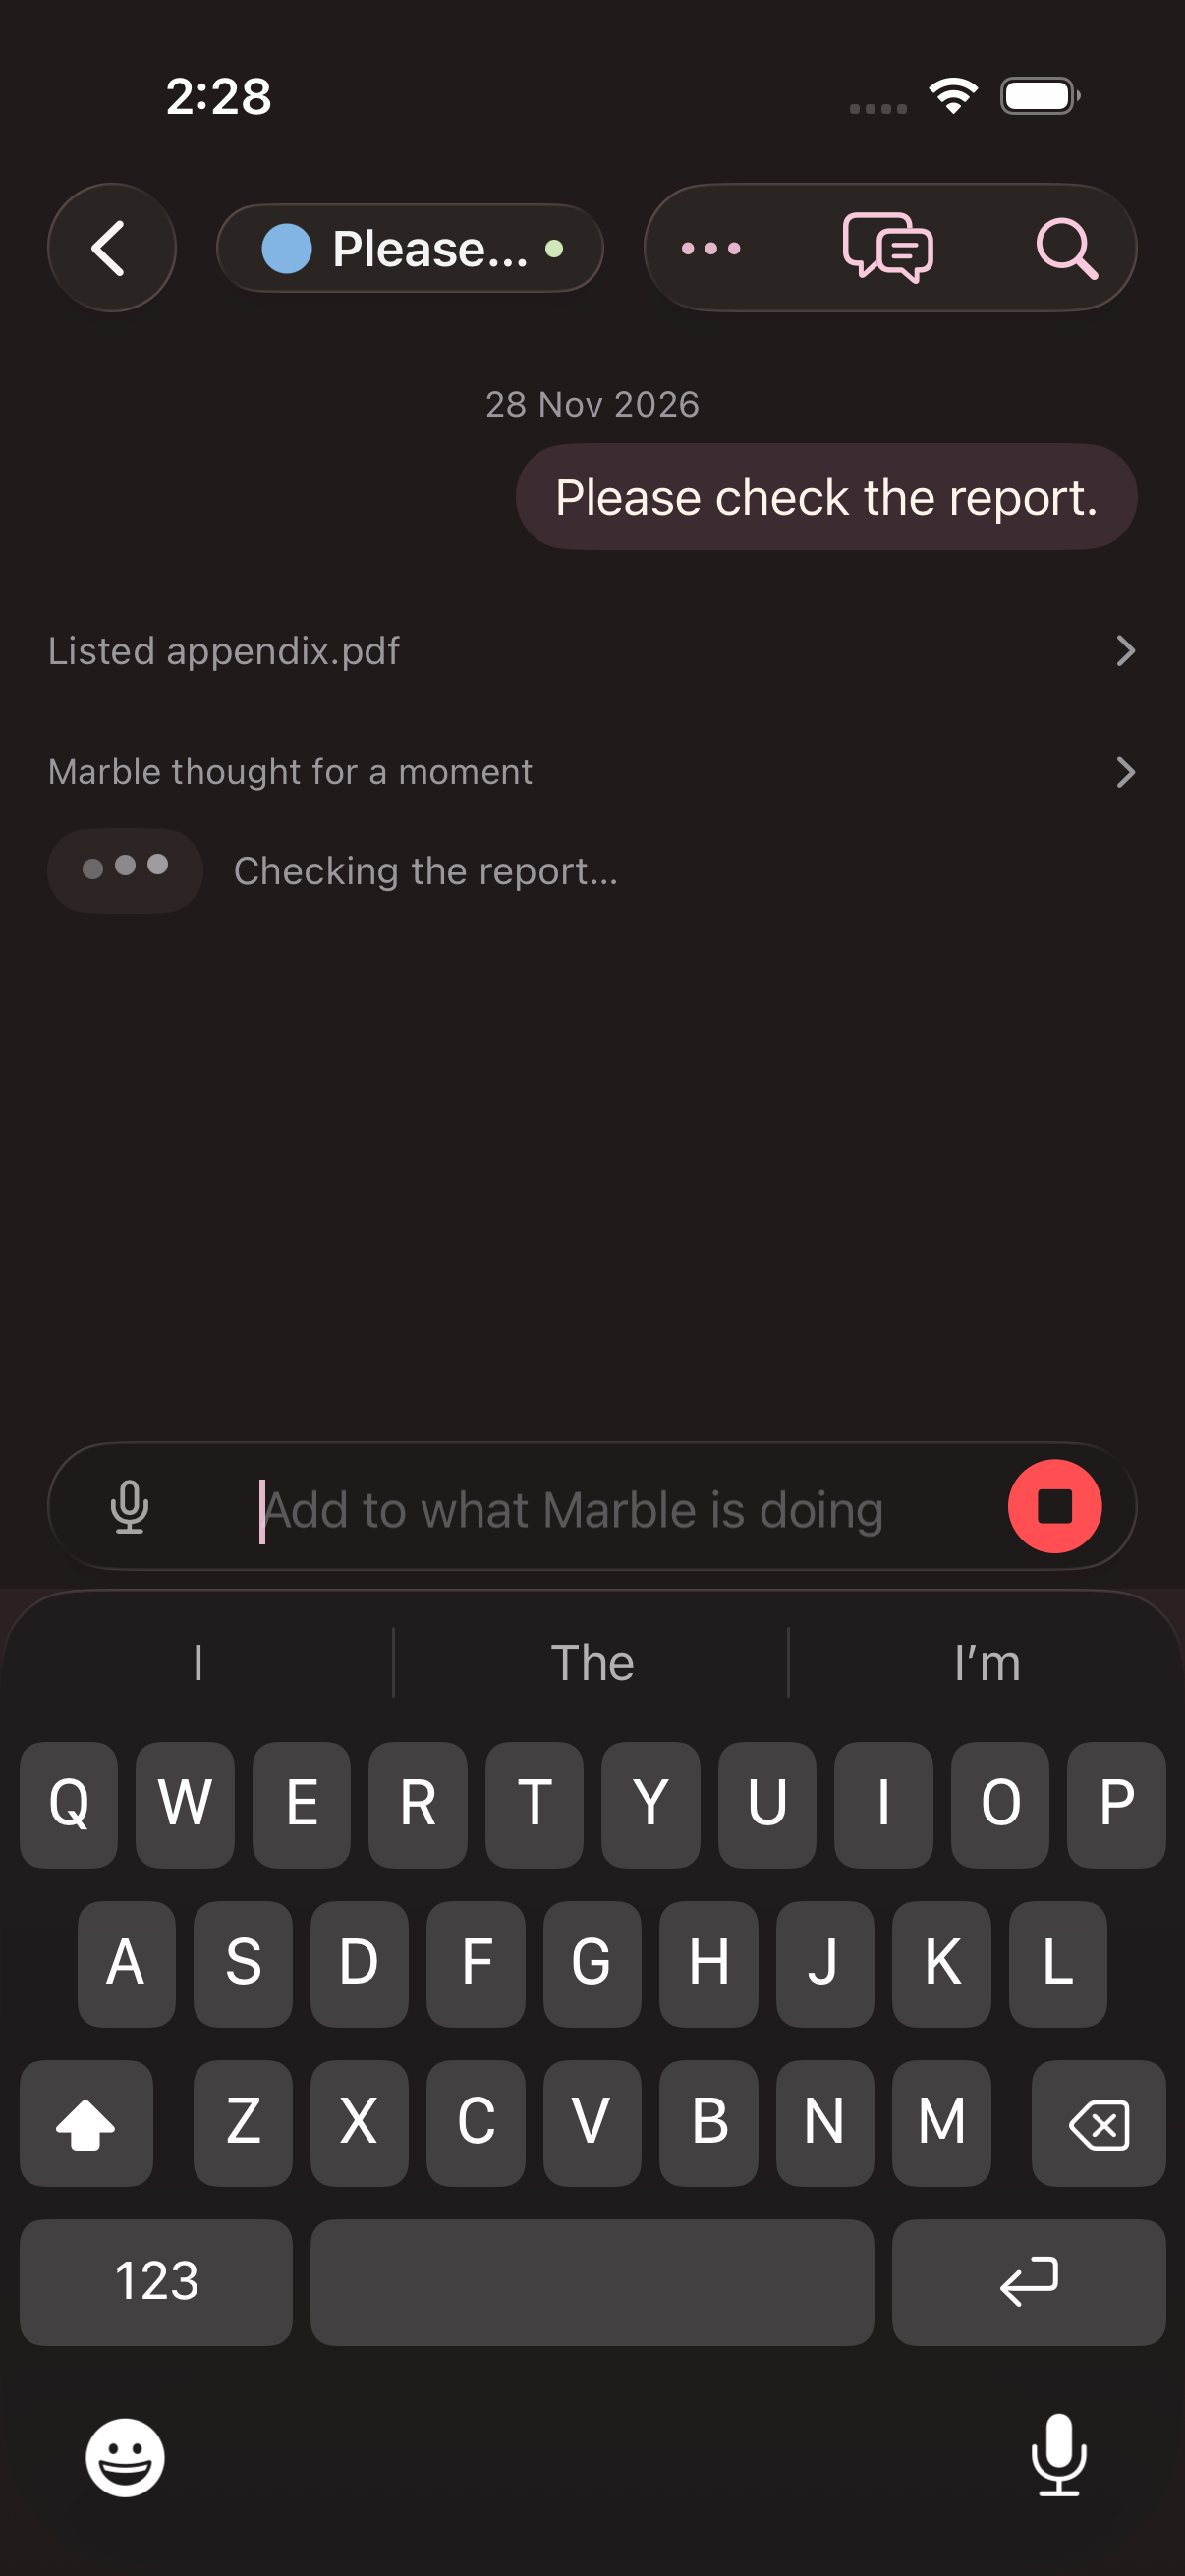 2:28
Please...
28 Nov 2026
Please check the report.
Listed appendix.pdf
Marble thought for a moment
Checking the report...
Add to what Marble is doing
I The I’m
Q W E R T Y U I O P
A S D F G H J K L
Z X C V B N M
123